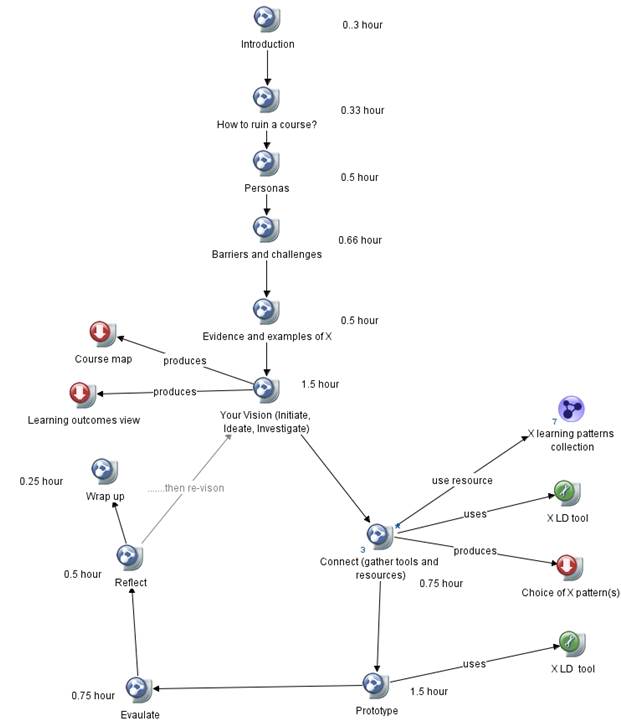 0..3 hour
Introduction
0.33 hour
How to ruin a course?
0.5 hour
Personas
0.66 hour
Barriers and challenges
0.5 hour
Evidence and examples of X
Course map
produces
1.5 hour
produces
Learning outcomes view
Your Vision (Initiate,
Ideate, Investigate)
7
X learning patterns
collection
0.25 hour
Wrap up
.......then re-vison
use resource
uses
X LD tool
3
*
Connect (gather tools and
resources)
0.75 hour
produces
Choice of X pattern(s)
0.5 hour
Reflect
uses
X LD tool
0.75 hour
Evaulate
Prototype
1.5 hour